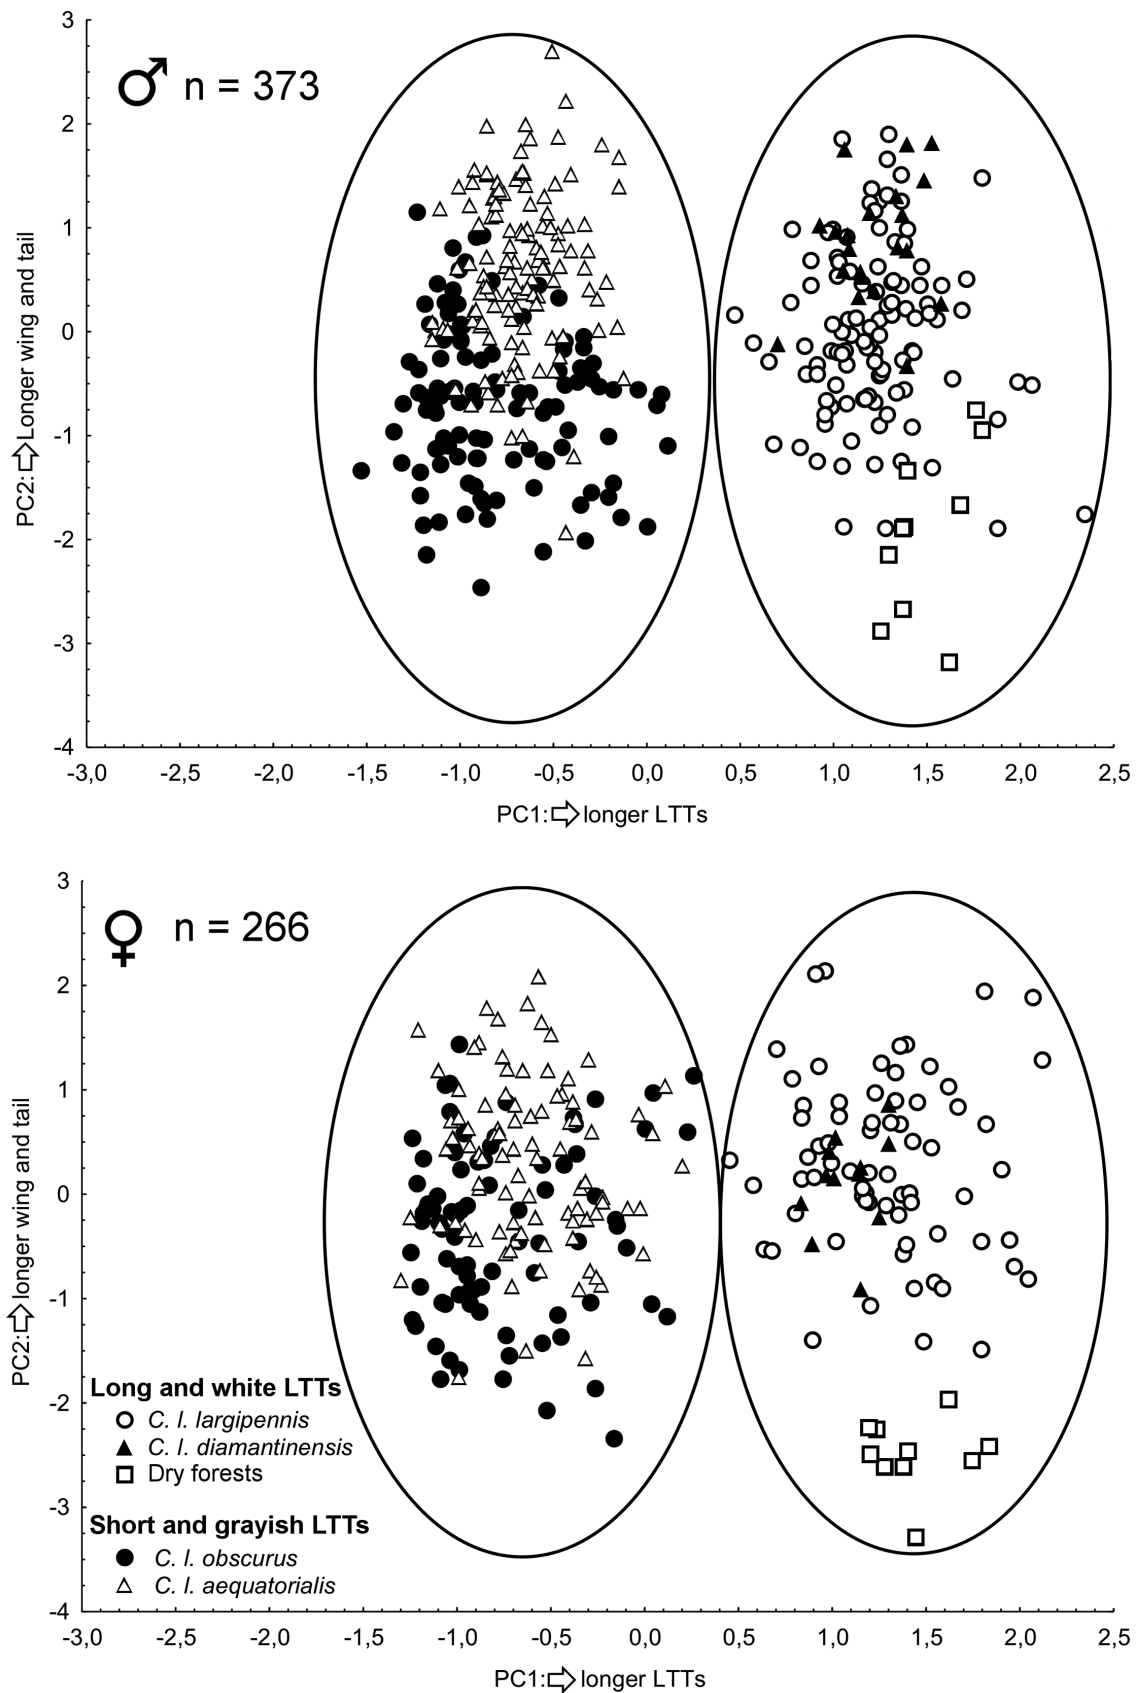 3
♂ n = 373
2
1
0
-1
-2
-3
-4
PC2: ⇨ Longer wing and tail
-3,0 -2,5 -2,0 -1,5 -1,0 -0,5 0,0 0,5 1,0 1,5 2,0 2,5
PC1: ⇨ longer LTTs
3
♀ n = 266
2
1
0
-1
-2
-3
-4
PC2: ⇨ longer wing and tail
Long and white LTTs
C. l. largipennis
C. l. diamantinensis
Dry forests
Short and grayish LTTs
C. l. obscurus
C. l. aequatorialis
-3,0 -2,5 -2,0 -1,5 -1,0 -0,5 0,0 0,5 1,0 1,5 2,0 2,5
PC1: ⇨ longer LTTs